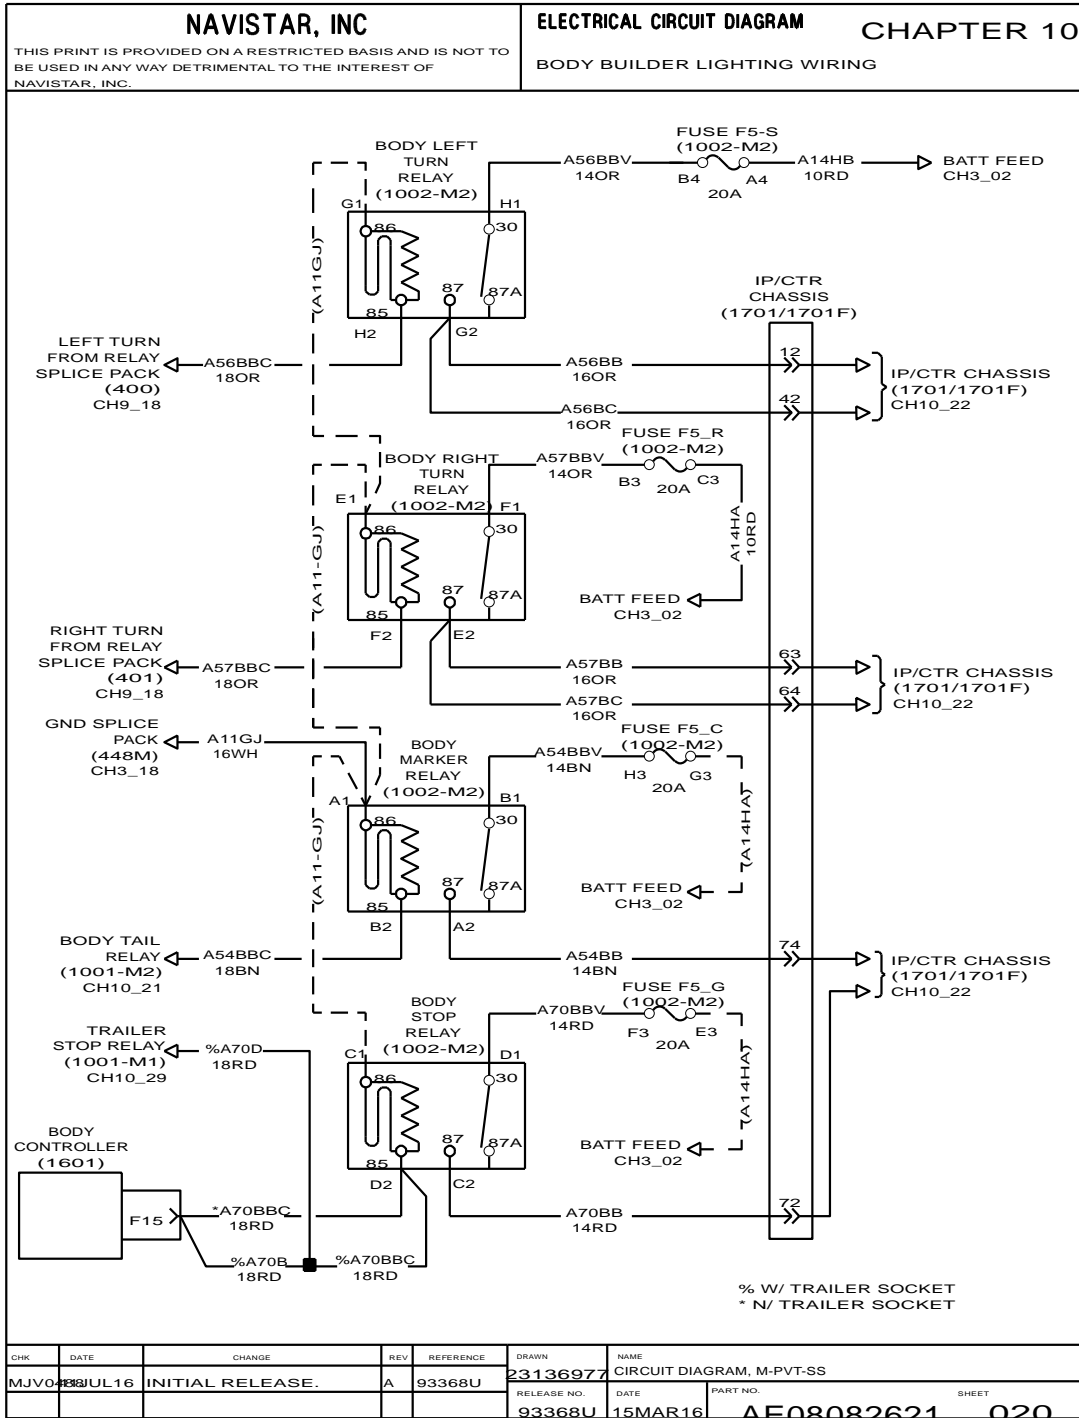 NAVISTAR, INC
THIS PRINT IS PROVIDED ON A RESTRICTED BASIS AND IS NOT TO
BE USED IN ANY WAY DETRIMENTAL TO THE INTEREST OF
NAVISTAR, INC.
ELECTRICAL CIRCUIT DIAGRAM
CHAPTER 10
BODY BUILDER LIGHTING WIRING
BODY LEFT
TURN
RELAY
(1002-M2)
G1
H1
86
30
87
87A
85
H2
G2
(A11GJ)
A56BBV
14OR
FUSE F5-S
(1002-M2)
B4
A4
20A
A14HB
10RD
BATT FEED
CH3_02
IP/CTR
CHASSIS
(1701/1701F)
LEFT TURN
FROM RELAY
SPLICE PACK
(400)
CH9_18
A56BBC
18OR
A56BB
16OR
12
A56BC
16OR
42
IP/CTR CHASSIS
(1701/1701F)
CH10_22
BODY RIGHT
TURN
RELAY
(1002-M2)
E1
F1
86
30
87
87A
85
F2
E2
(A11-GJ)
A57BBV
14OR
FUSE F5_R
(1002-M2)
B3
C3
20A
A14HA
10RD
BATT FEED
CH3_02
RIGHT TURN
FROM RELAY
SPLICE PACK
(401)
CH9_18
A57BBC
18OR
A57BB
16OR
63
A57BC
16OR
64
IP/CTR CHASSIS
(1701/1701F)
CH10_22
GND SPLICE
PACK
(448M)
CH3_18
A11GJ
16WH
BODY
MARKER
RELAY
(1002-M2)
A1
B1
86
30
87
87A
85
B2
A2
(A11-GJ)
A54BBV
14BN
FUSE F5_C
(1002-M2)
H3
G3
20A
(A14HA)
BATT FEED
CH3_02
BODY TAIL
RELAY
(1001-M2)
CH10_21
A54BBC
18BN
A54BB
14BN
74
IP/CTR CHASSIS
(1701/1701F)
CH10_22
BODY
STOP
RELAY
(1002-M2)
C1
D1
86
30
87
87A
85
D2
C2
A70BBV
14RD
FUSE F5_G
(1002-M2)
F3
E3
20A
(A14HA)
BATT FEED
CH3_02
TRAILER
STOP RELAY
(1001-M1)
CH10_29
%A70D
18RD
BODY
CONTROLLER
(1601)
F15
*A70BBC
18RD
%A70B
18RD
%A70BBC
18RD
A70BB
14RD
72
% W/ TRAILER SOCKET
* N/ TRAILER SOCKET
CHK
DATE
CHANGE
REV
REFERENCE
DRAWN
NAME
INITIAL RELEASE.
A
93368U
23136977
CIRCUIT DIAGRAM, M-PVT-SS
RELEASE NO.
DATE
PART NO.
SHEET
93368U
15MAR16
AE08082621
020